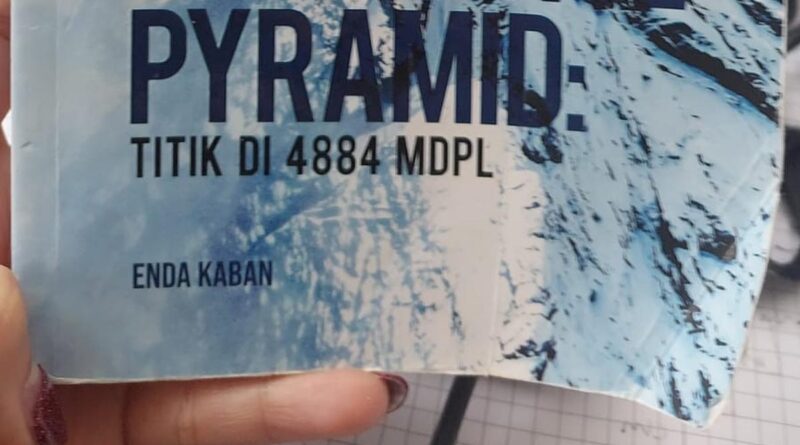 PYRAMID:
TITIK DI 4884 MDPL
ENDA KABAN